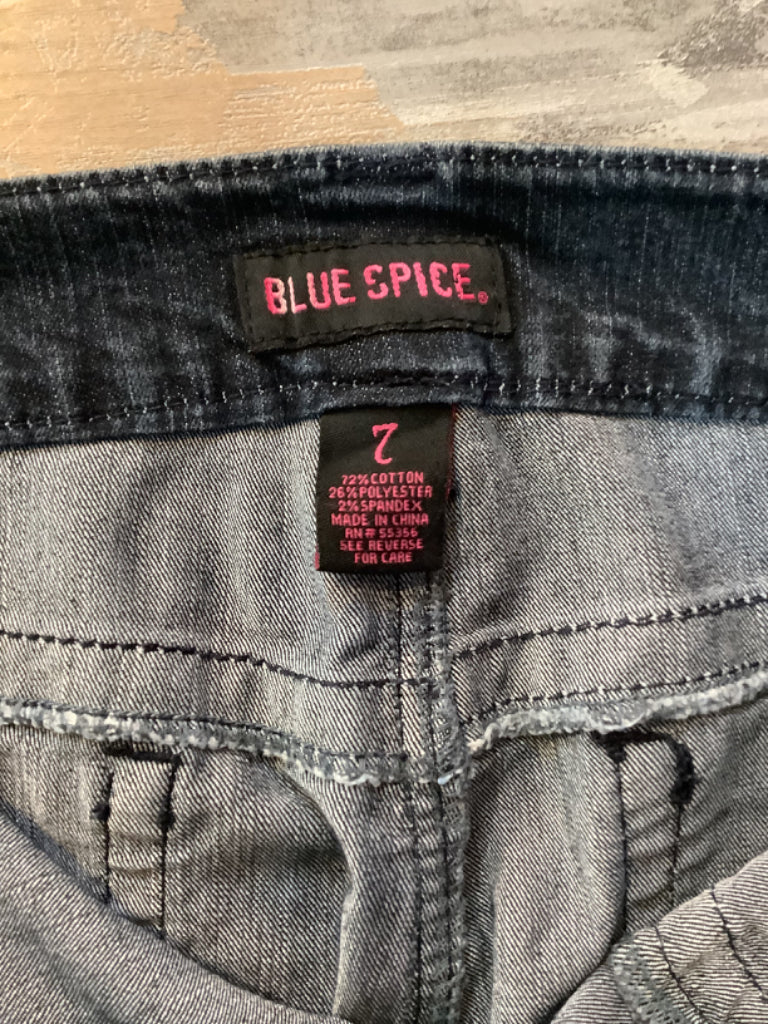 BLUE SPICE®
7
72% COTTON
26% POLYESTER
2% SPANDEX
MADE IN CHINA
RN# 55356
SEE REVERSE
FOR CARE